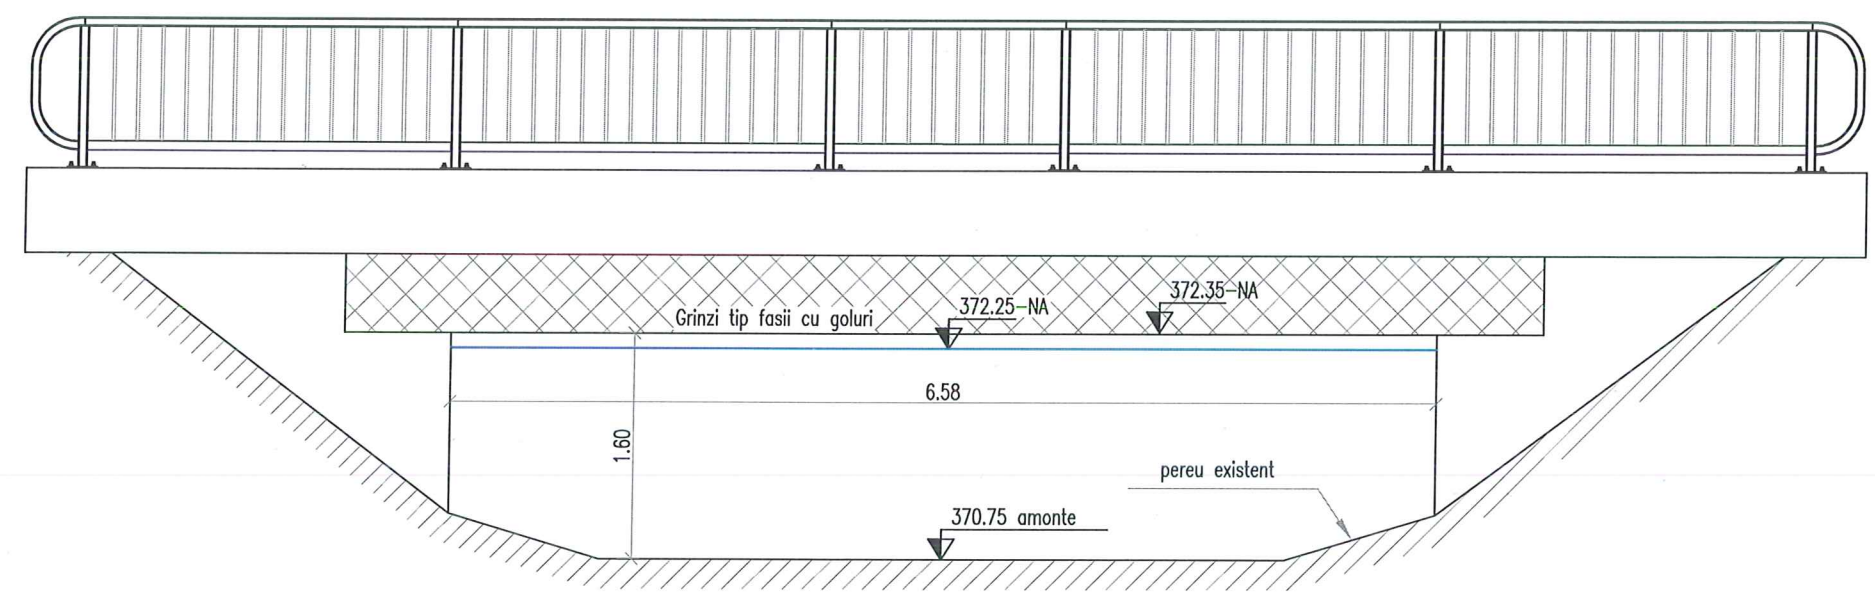 372.35-NA
372.25-NA
Grinzi tip fasii cu goluri
6.58
1.60
pereu existent
370.75 amonte